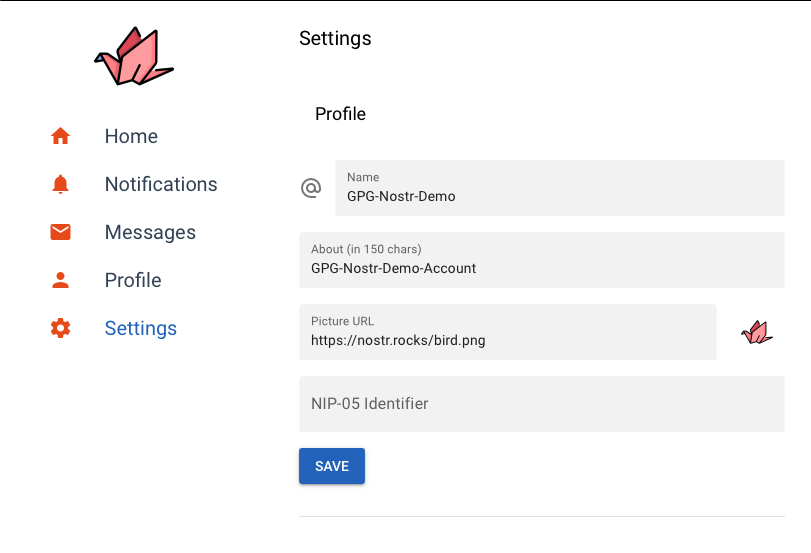 Settings
Home
Notifications
Messages
Profile
Settings
Profile
Name
GPG-Nostr-Demo
About (in 150 chars)
GPG-Nostr-Demo-Account
Picture URL
https://nostr.rocks/bird.png
NIP-05 Identifier
SAVE